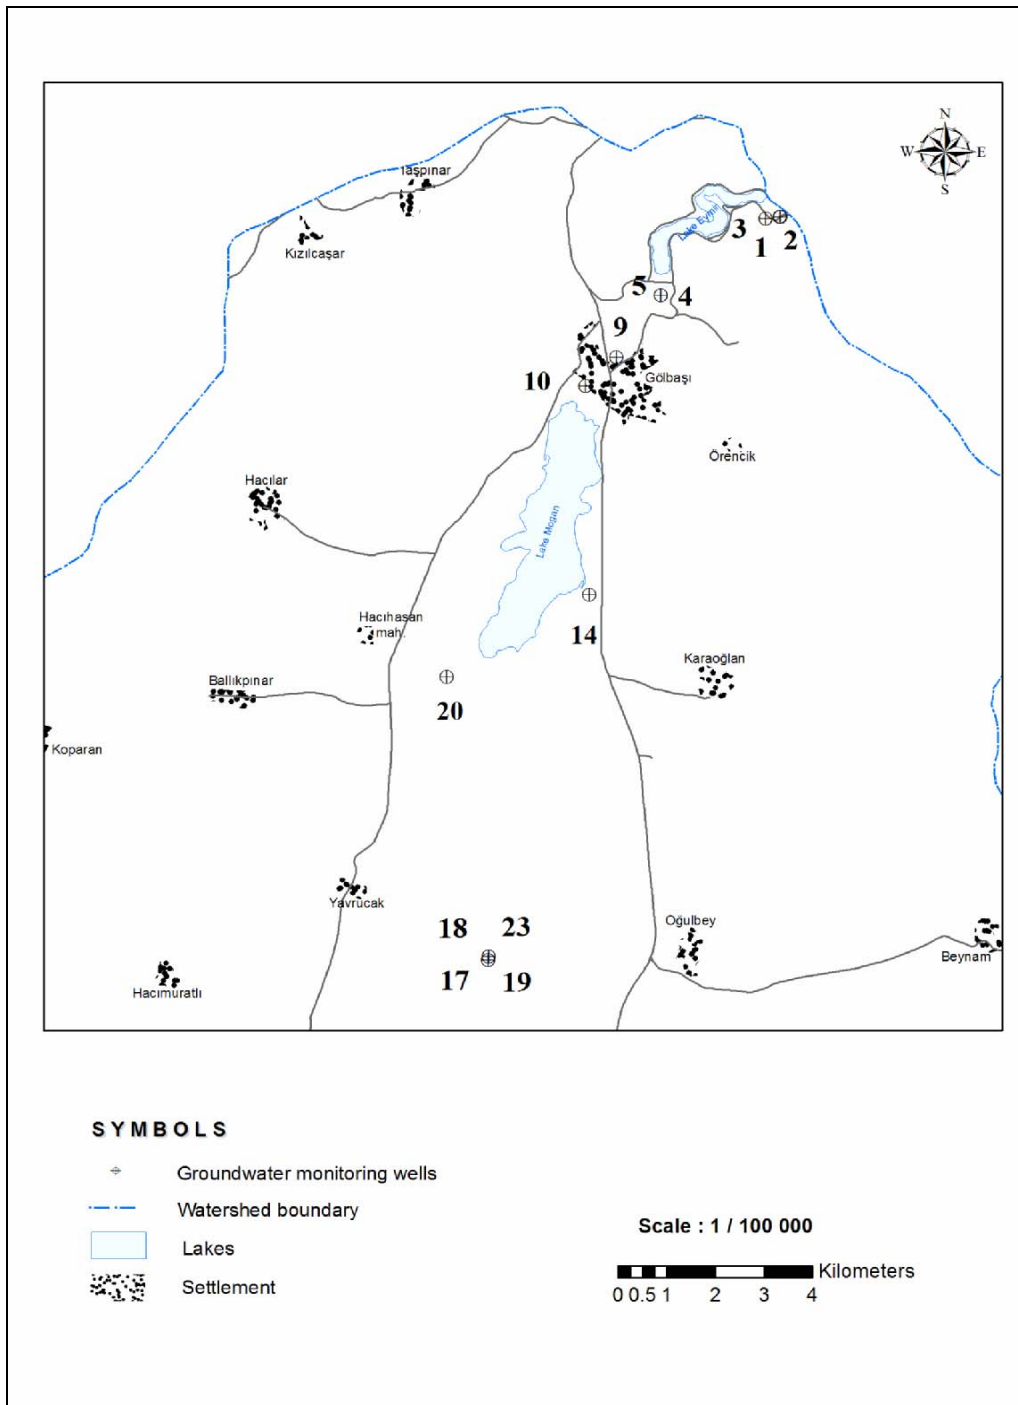 N
W E
S
Taşpınar
Kızılcaşar
Lake Eymir
3
1
2
5
4
9
10
Gölbaşı
Örencik
Hacılar
Lake Mogan
Hacıhasan
mah.
14
Karaoğlan
Ballıkpınar
20
Koparan
Yavrucak
18 23
17 19
Oğulbey
Beynam
Hacımuratlı
SYMBOLS
Groundwater monitoring wells
Watershed boundary
Lakes
Settlement
Scale : 1 / 100 000
Kilometers
0 0.5 1 2 3 4